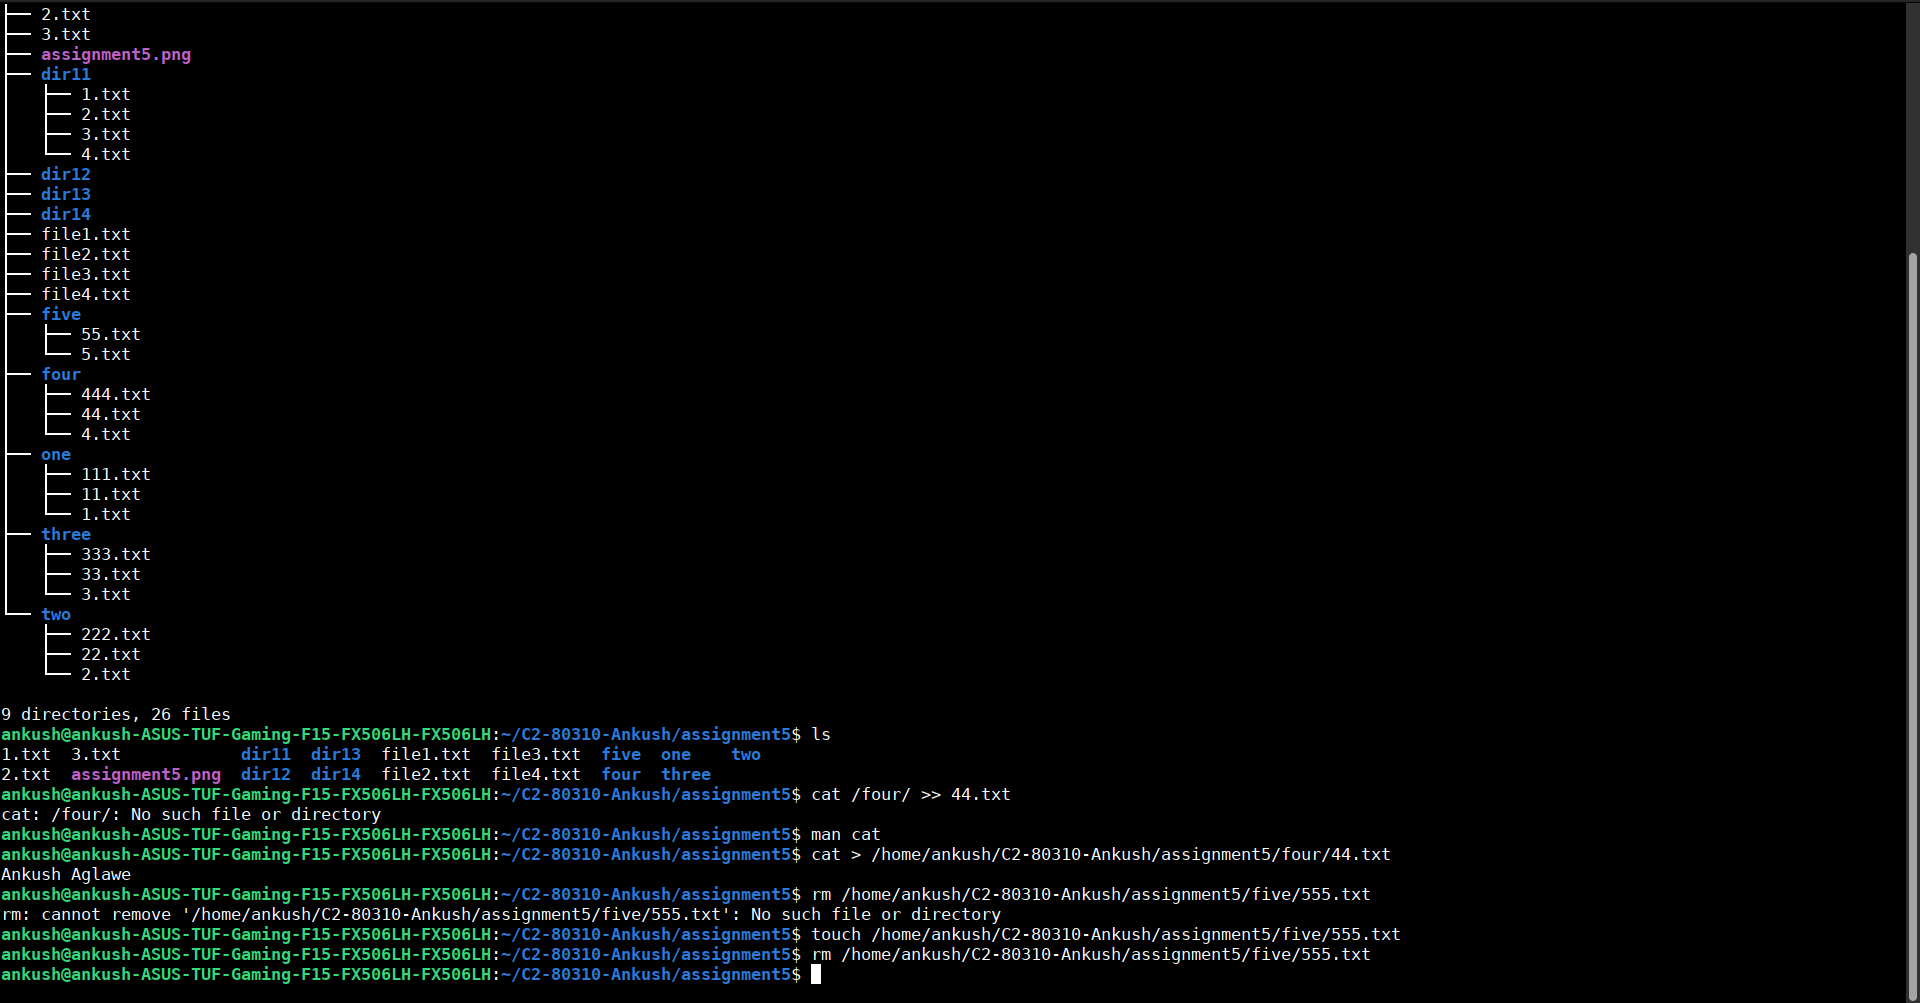 ├── 2.txt
├── 3.txt
├── assignment5.png
├── dir11
│   ├── 1.txt
│   ├── 2.txt
│   ├── 3.txt
│   └── 4.txt
├── dir12
├── dir13
├── dir14
├── file1.txt
├── file2.txt
├── file3.txt
├── file4.txt
├── five
│   ├── 55.txt
│   └── 5.txt
├── four
│   ├── 444.txt
│   ├── 44.txt
│   └── 4.txt
├── one
│   ├── 111.txt
│   ├── 11.txt
│   └── 1.txt
├── three
│   ├── 333.txt
│   ├── 33.txt
│   └── 3.txt
└── two
    ├── 222.txt
    ├── 22.txt
    └── 2.txt

9 directories, 26 files
ankush@ankush-ASUS-TUF-Gaming-F15-FX506LH-FX506LH:~/C2-80310-Ankush/assignment5$ ls
1.txt  3.txt            dir11  dir13  file1.txt  file3.txt  five  one    two
2.txt  assignment5.png  dir12  dir14  file2.txt  file4.txt  four  three
ankush@ankush-ASUS-TUF-Gaming-F15-FX506LH-FX506LH:~/C2-80310-Ankush/assignment5$ cat /four/ >> 44.txt
cat: /four/: No such file or directory
ankush@ankush-ASUS-TUF-Gaming-F15-FX506LH-FX506LH:~/C2-80310-Ankush/assignment5$ man cat
ankush@ankush-ASUS-TUF-Gaming-F15-FX506LH-FX506LH:~/C2-80310-Ankush/assignment5$ cat > /home/ankush/C2-80310-Ankush/assignment5/four/44.txt
Ankush Aglawe
ankush@ankush-ASUS-TUF-Gaming-F15-FX506LH-FX506LH:~/C2-80310-Ankush/assignment5$ rm /home/ankush/C2-80310-Ankush/assignment5/five/555.txt
rm: cannot remove '/home/ankush/C2-80310-Ankush/assignment5/five/555.txt': No such file or directory
ankush@ankush-ASUS-TUF-Gaming-F15-FX506LH-FX506LH:~/C2-80310-Ankush/assignment5$ touch /home/ankush/C2-80310-Ankush/assignment5/five/555.txt
ankush@ankush-ASUS-TUF-Gaming-F15-FX506LH-FX506LH:~/C2-80310-Ankush/assignment5$ rm /home/ankush/C2-80310-Ankush/assignment5/five/555.txt
ankush@ankush-ASUS-TUF-Gaming-F15-FX506LH-FX506LH:~/C2-80310-Ankush/assignment5$